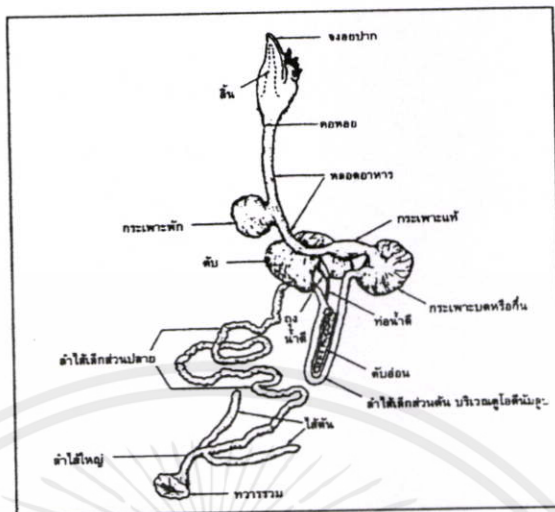 จงอยปาก
ลิ้น
คอหอย
หลอดอาหาร
กระเพาะพัก
กระเพาะแท้
ตับ
กระเพาะบดหรือกึ๋น
ถุง
น้ำดี
ท่อน้ำดี
ลำไส้เล็กส่วนปลาย
ตับอ่อน
ลำไส้เล็กส่วนต้น บริเวณดูโอดีนัมลูบ
ไส้ตัน
ลำไส้ใหญ่
ทวารรวม